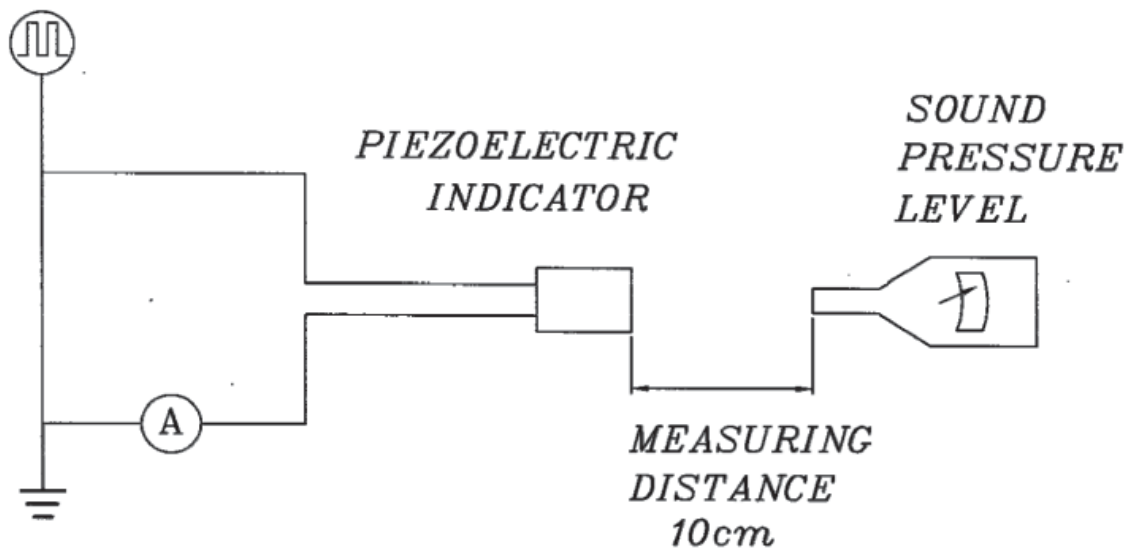 PIEZOELECTRIC
INDICATOR
SOUND
PRESSURE
LEVEL
A
MEASURING
DISTANCE
10cm